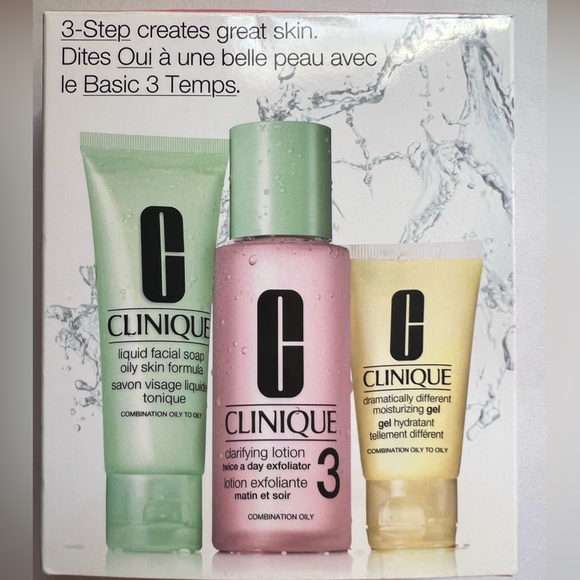 3-Step creates great skin.
Dites Oui à une belle peau avec
le Basic 3 Temps.
C
CLINIQUE
liquid facial soap
oily skin formula
savon visage liquide
tonique
COMBINATION OILY TO OILY
C
CLINIQUE
clarifying lotion
twice a day exfoliator
lotion exfoliante
matin et soir
3
COMBINATION OILY
C
CLINIQUE
dramatically different
moisturizing gel
gel hydratant
tellement différent
COMBINATION OILY TO OILY